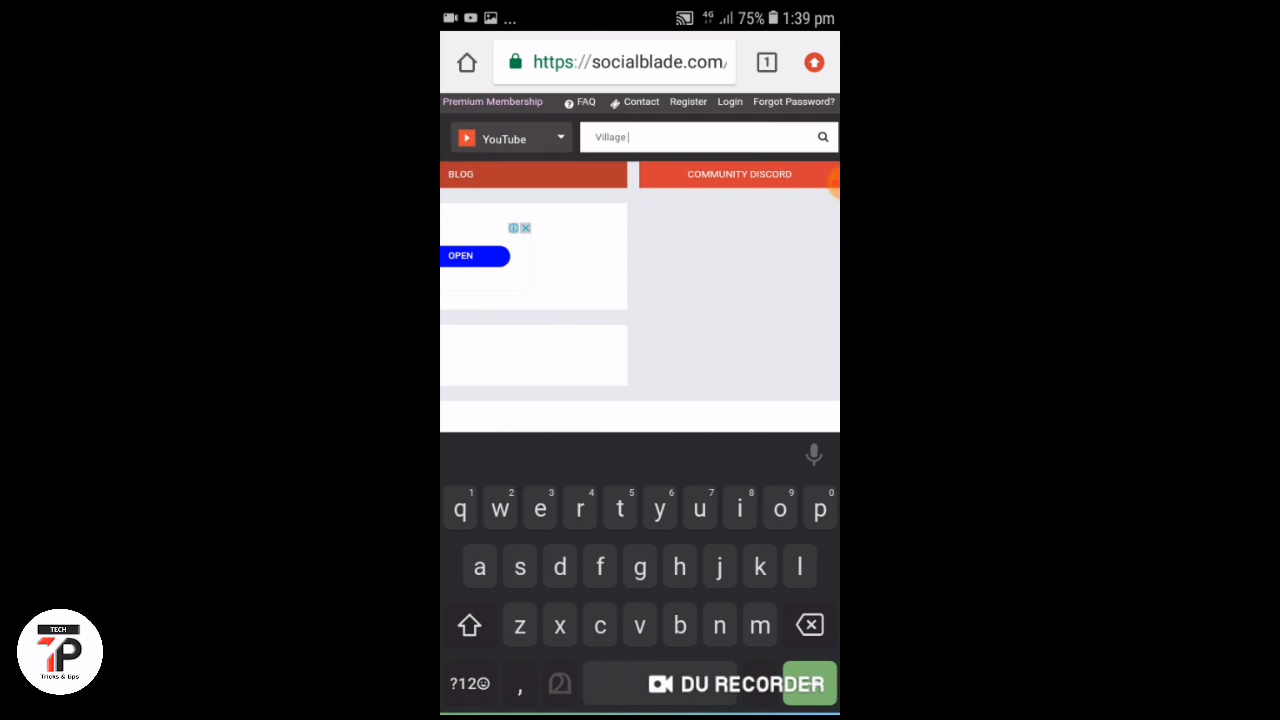 ... 4G 75% 1:39 pm
https://socialblade.com/ 1
Premium Membership FAQ Contact Register Login Forgot Password?
YouTube Village
BLOG COMMUNITY DISCORD
OPEN
1 2 3 4 5 6 7 8 9 0
q w e r t y u i o p
a s d f g h j k l
z x c v b n m
?12☺ , മ DU RECORDER
TECH
TP
Tricks & tips